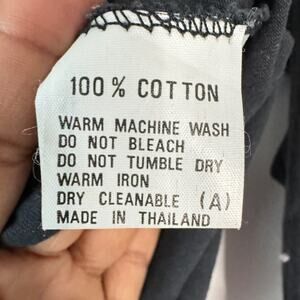 100 % COTTON
WARM MACHINE WASH
DO NOT BLEACH
DO NOT TUMBLE DRY
WARM IRON
DRY CLEANABLE (A)
MADE IN THAILAND